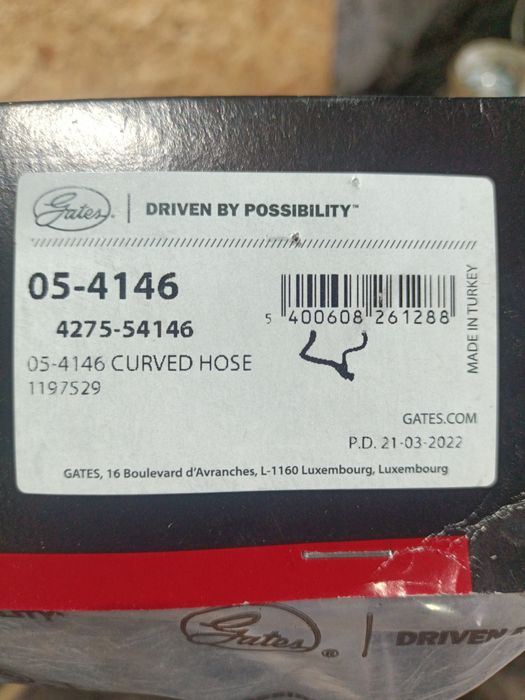 Gates® | DRIVEN BY POSSIBILITY™
05-4146
4275-54146
05-4146 CURVED HOSE
1197529
5 400608 261288
MADE IN TURKEY
GATES.COM
P.D. 21-03-2022
GATES, 16 Boulevard d'Avranches, L-1160 Luxembourg, Luxembourg
Gates® | DRIVEN